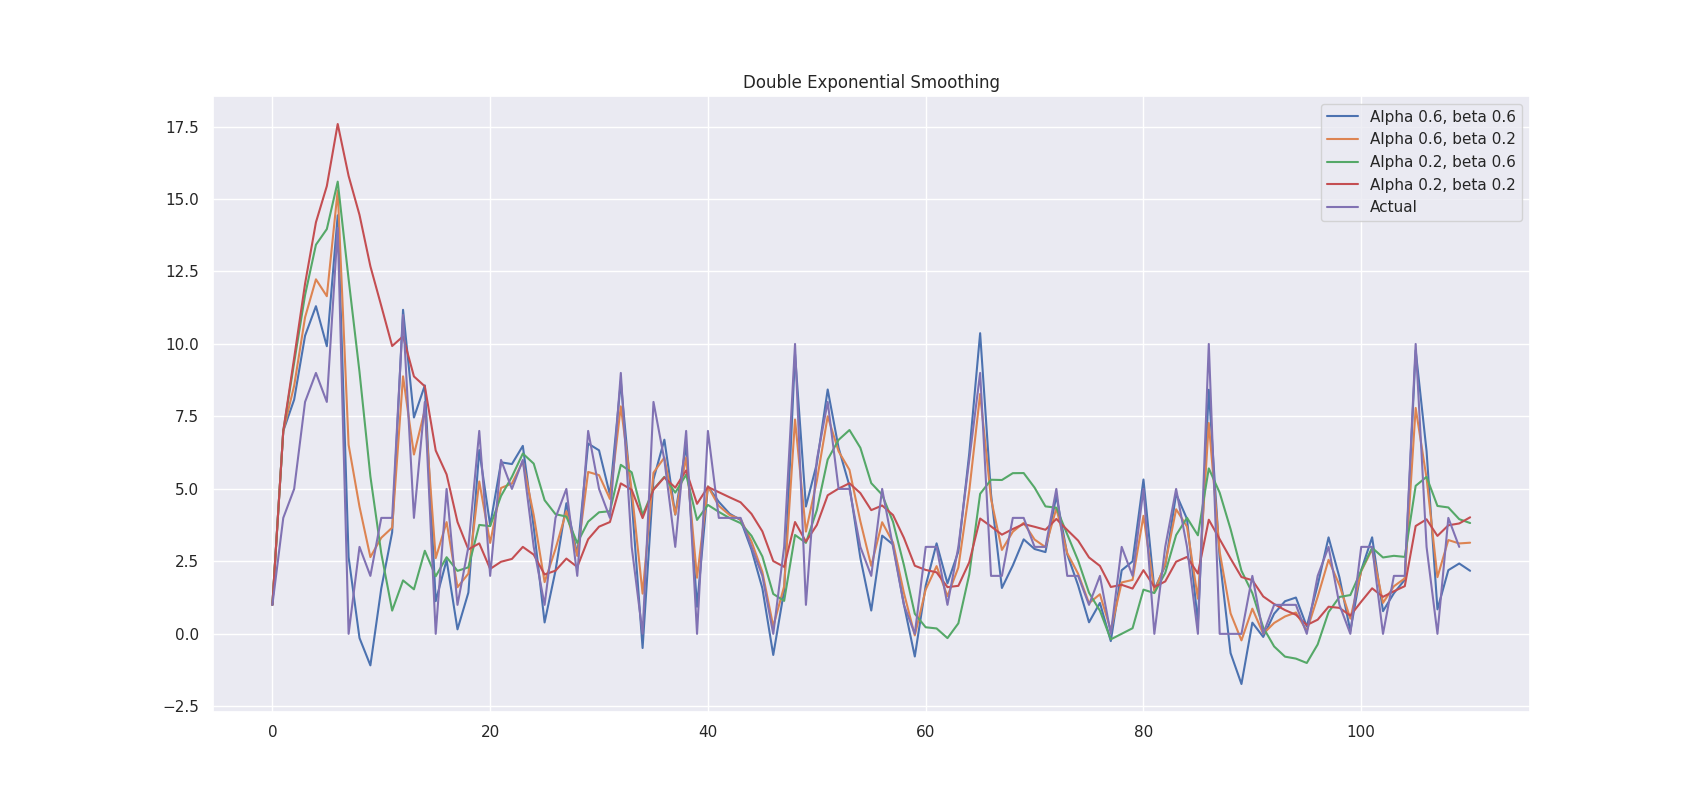 Double Exponential Smoothing
Alpha 0.6, beta 0.6
Alpha 0.6, beta 0.2
Alpha 0.2, beta 0.6
Alpha 0.2, beta 0.2
Actual
17.5
15.0
12.5
10.0
7.5
5.0
2.5
0.0
−2.5
0 20 40 60 80 100